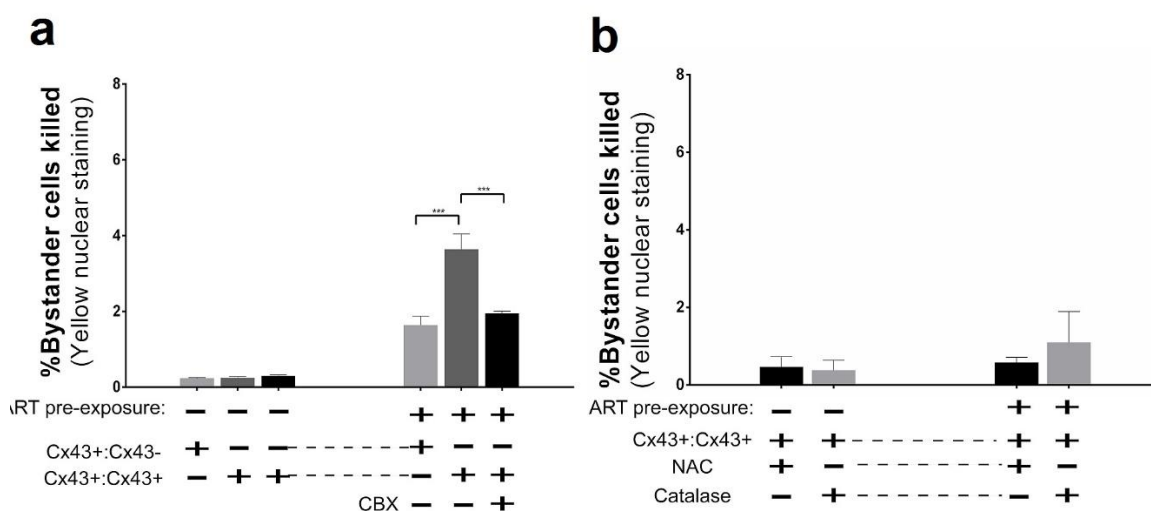 a
%Bystander cells killed
(Yellow nuclear staining)
8
6
4
2
0
***
***
ART pre-exposure: − − − + + +
Cx43+:Cx43- + − − + − −
Cx43+:Cx43+ − + + − + +
CBX − − +
b
%Bystander cells killed
(Yellow nuclear staining)
8
6
4
2
0
ART pre-exposure: − − + +
Cx43+:Cx43+ + + + +
NAC + − + −
Catalase − + − +